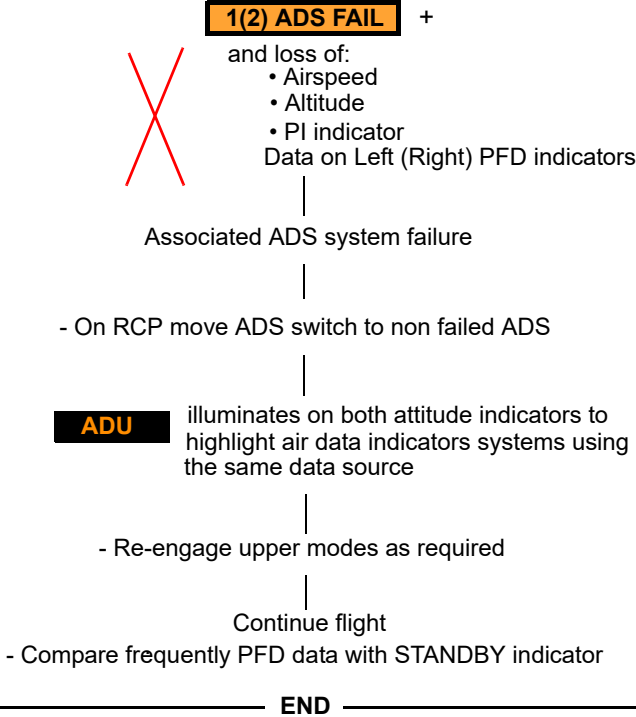 1(2) ADS FAIL +
and loss of:
• Airspeed
• Altitude
• PI indicator
Data on Left (Right) PFD indicators
Associated ADS system failure
- On RCP move ADS switch to non failed ADS
ADU illuminates on both attitude indicators to
highlight air data indicators systems using
the same data source
- Re-engage upper modes as required
Continue flight
- Compare frequently PFD data with STANDBY indicator
END